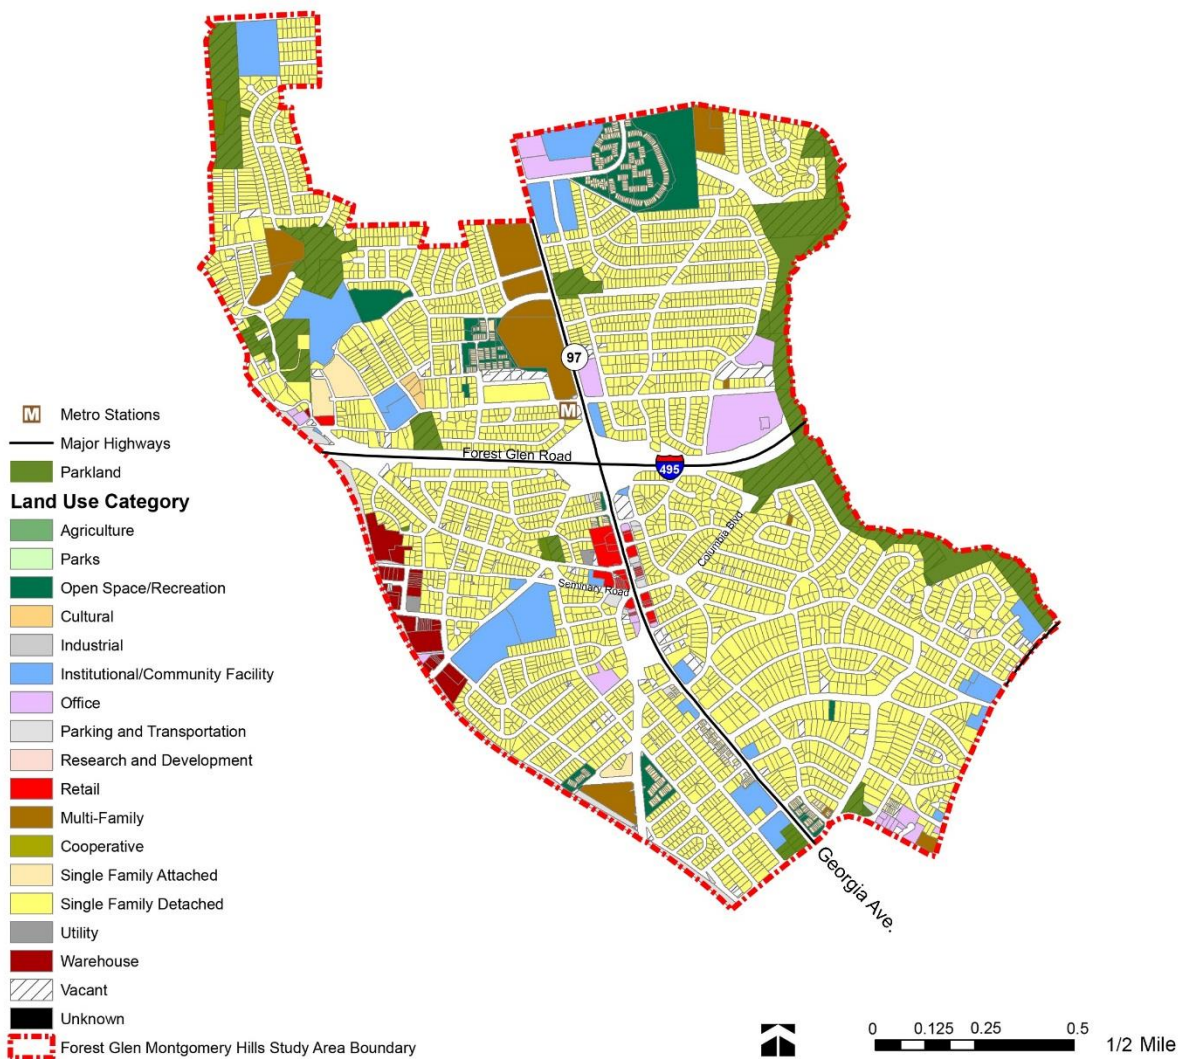 97
M
Forest Glen Road
495
Columbia Blvd
Seminary Road
Georgia Ave.
M Metro Stations
Major Highways
Parkland
Land Use Category
Agriculture
Parks
Open Space/Recreation
Cultural
Industrial
Institutional/Community Facility
Office
Parking and Transportation
Research and Development
Retail
Multi-Family
Cooperative
Single Family Attached
Single Family Detached
Utility
Warehouse
Vacant
Unknown
Forest Glen Montgomery Hills Study Area Boundary
0 0.125 0.25 0.5
1/2 Mile